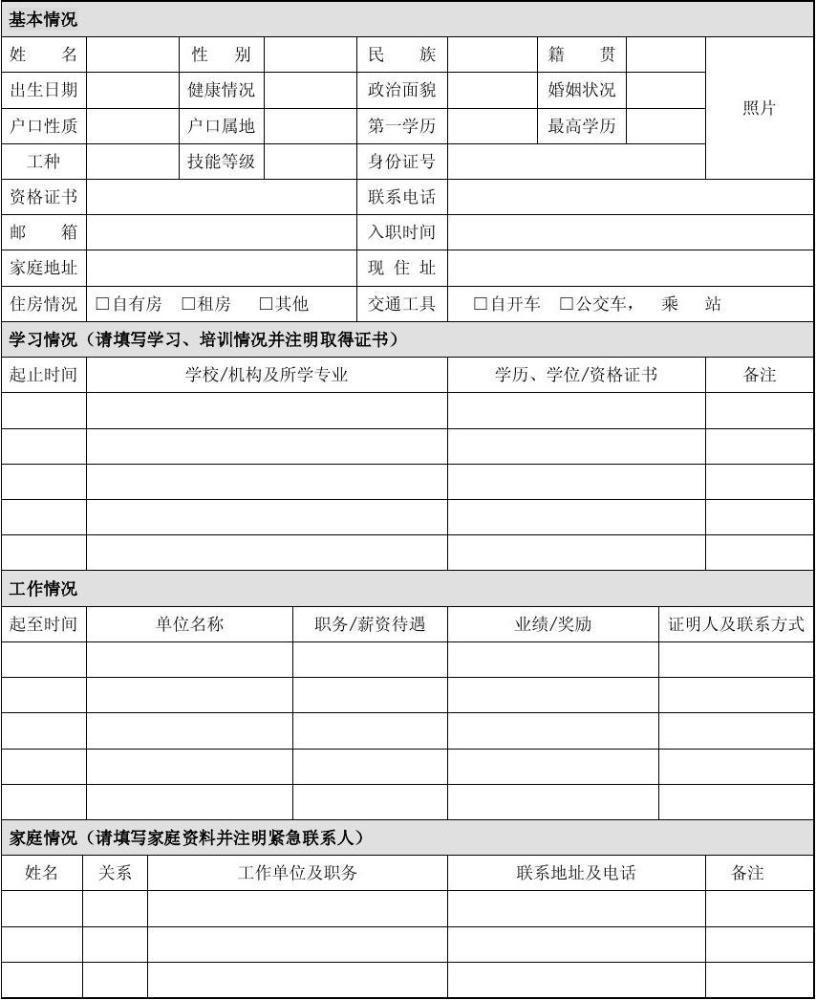 基本情况
姓 名 性 别 民 族 籍 贯
出生日期 健康情况 政治面貌 婚姻状况
照片
户口性质 户口属地 第一学历 最高学历
工种 技能等级 身份证号
资格证书 联系电话
邮 箱 入职时间
家庭地址 现 住 址
住房情况 □自有房 □租房 □其他 交通工具 □自开车 □公交车， 乘 站
学习情况（请填写学习、培训情况并注明取得证书）
起止时间 学校/机构及所学专业 学历、学位/资格证书 备注
工作情况
起至时间 单位名称 职务/薪资待遇 业绩/奖励 证明人及联系方式
家庭情况（请填写家庭资料并注明紧急联系人）
姓名 关系 工作单位及职务 联系地址及电话 备注